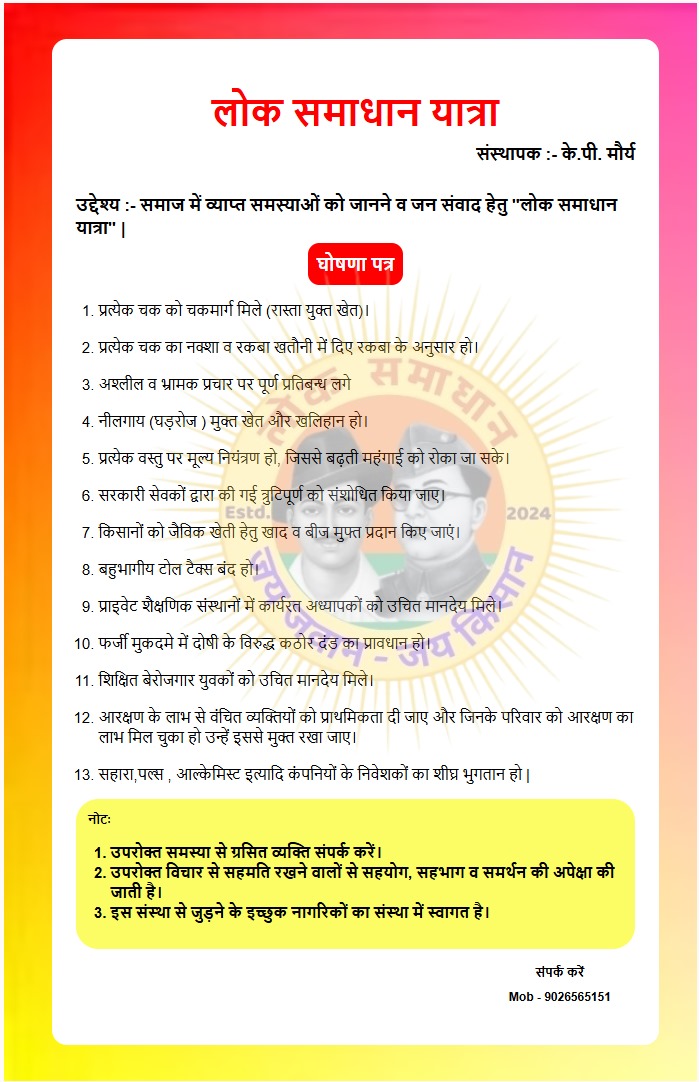 लोक समाधान यात्रा
संस्थापक :- के.पी. मौर्य
उद्देश्य :- समाज में व्याप्त समस्याओं को जानने व जन संवाद हेतु "लोक समाधान
यात्रा" |
घोषणा पत्र
1. प्रत्येक चक को चकमार्ग मिले (रास्ता युक्त खेत)।
2. प्रत्येक चक का नक्शा व रकबा खतौनी में दिए रकबा के अनुसार हो।
3. अश्लील व भ्रामक प्रचार पर पूर्ण प्रतिबन्ध लगे
4. नीलगाय (घड़रोज ) मुक्त खेत और खलिहान हो।
5. प्रत्येक वस्तु पर मूल्य नियंत्रण हो, जिससे बढ़ती महंगाई को रोका जा सके।
6. सरकारी सेवकों द्वारा की गई त्रुटिपूर्ण को संशोधित किया जाए।
7. किसानों को जैविक खेती हेतु खाद व बीज मुफ्त प्रदान किए जाएं।
8. बहुभागीय टोल टैक्स बंद हो।
9. प्राइवेट शैक्षणिक संस्थानों में कार्यरत अध्यापकों को उचित मानदेय मिले।
10. फर्जी मुकदमे में दोषी के विरुद्ध कठोर दंड का प्रावधान हो।
11. शिक्षित बेरोजगार युवकों को उचित मानदेय मिले।
12. आरक्षण के लाभ से वंचित व्यक्तियों को प्राथमिकता दी जाए और जिनके परिवार को आरक्षण का
लाभ मिल चुका हो उन्हें इससे मुक्त रखा जाए।
13. सहारा,पल्स , आल्केमिस्ट इत्यादि कंपनियों के निवेशकों का शीघ्र भुगतान हो |
लोक समाधान
Estd. 2024
जय जवान - जय किसान
नोटः
1. उपरोक्त समस्या से ग्रसित व्यक्ति संपर्क करें।
2. उपरोक्त विचार से सहमति रखने वालों से सहयोग, सहभाग व समर्थन की अपेक्षा की
जाती है।
3. इस संस्था से जुड़ने के इच्छुक नागरिकों का संस्था में स्वागत है।
संपर्क करें
Mob - 9026565151